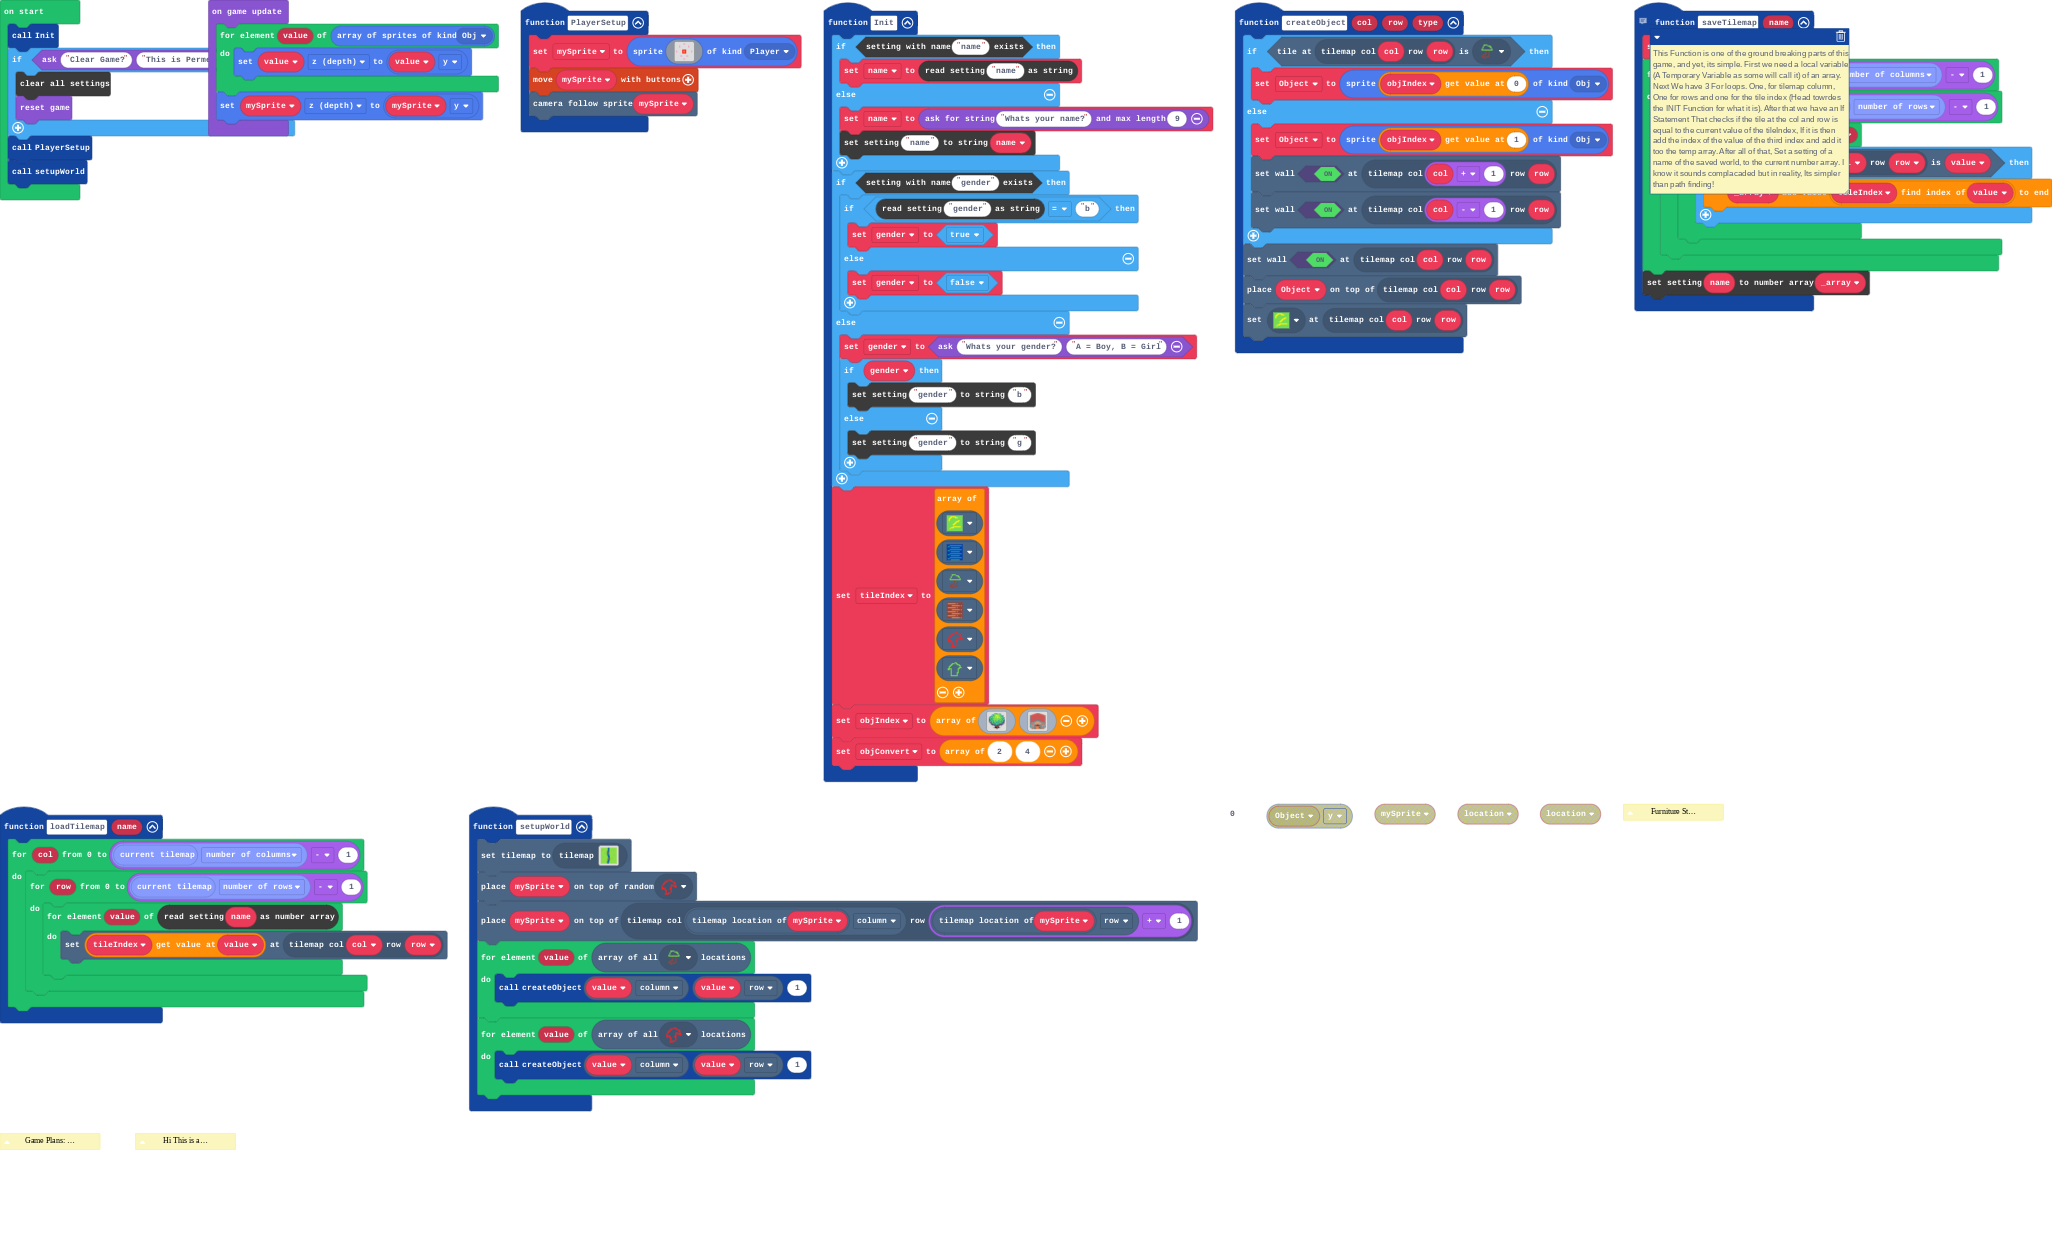 on start
call Init
if ask "Clear Game?" "This is Perm
clear all settings
reset game
call PlayerSetup
call setupWorld
on game update
for element value of array of sprites of kind Obj
do
set value z (depth) to value y
set mySprite z (depth) to mySprite y
function PlayerSetup
set mySprite to sprite of kind Player
move mySprite with buttons
camera follow sprite mySprite
function Init
if setting with name "name" exists then
set name to read setting "name" as string
else
set name to ask for string "Whats your name?" and max length 9
set setting "name" to string name
if setting with name "gender" exists then
if read setting "gender" as string = "b" then
set gender to true
else
set gender to false
else
set gender to ask "Whats your gender?" "A = Boy, B = Girl"
if gender then
set setting "gender" to string "b"
else
set setting "gender" to string "g"
array of
set tileIndex to
set objIndex to array of
set objConvert to array of 2 4
function createObject col row type
if tile at tilemap col col row row is then
set Object to sprite objIndex get value at 0 of kind Obj
else
set Object to sprite objIndex get value at 1 of kind Obj
set wall ON at tilemap col col + 1 row row
set wall ON at tilemap col col - 1 row row
set wall ON at tilemap col col row row
place Object on top of tilemap col col row row
set at tilemap col col row row
function saveTilemap name
This Function is one of the ground breaking parts of this
game, and yet, its simple. First we need a local variable
(A Temporary Variable as some will call it) of an array.
Next We have 3 For loops. One, for tilemap column,
One for rows and one for the tile index (Head towrdes
the INIT Function for what it is). After that we have an If
Statement That checks if the tile at the col and row is
equal to the current value of the tileIndex, If it is then
add the index of the value of the third index and add it
too the temp array. After all of that, Set a setting of a
name of the saved world, to the current number array. I
know it sounds complacaded but in reality, Its simpler
than path finding!
mber of columns - 1
number of rows - 1
row row is value then
leIndex find index of value to end
set setting name to number array _array
function loadTilemap name
for col from 0 to current tilemap number of columns - 1
do
for row from 0 to current tilemap number of rows - 1
do
for element value of read setting name as number array
do
set tileIndex get value at value at tilemap col col row row
function setupWorld
set tilemap to tilemap
place mySprite on top of random
place mySprite on top of tilemap col tilemap location of mySprite column row tilemap location of mySprite row + 1
for element value of array of all locations
do
call createObject value column value row 1
for element value of array of all locations
do
call createObject value column value row 1
0
Object y
mySprite
location
location
Furniture St...
Game Plans: ...
Hi This is a...